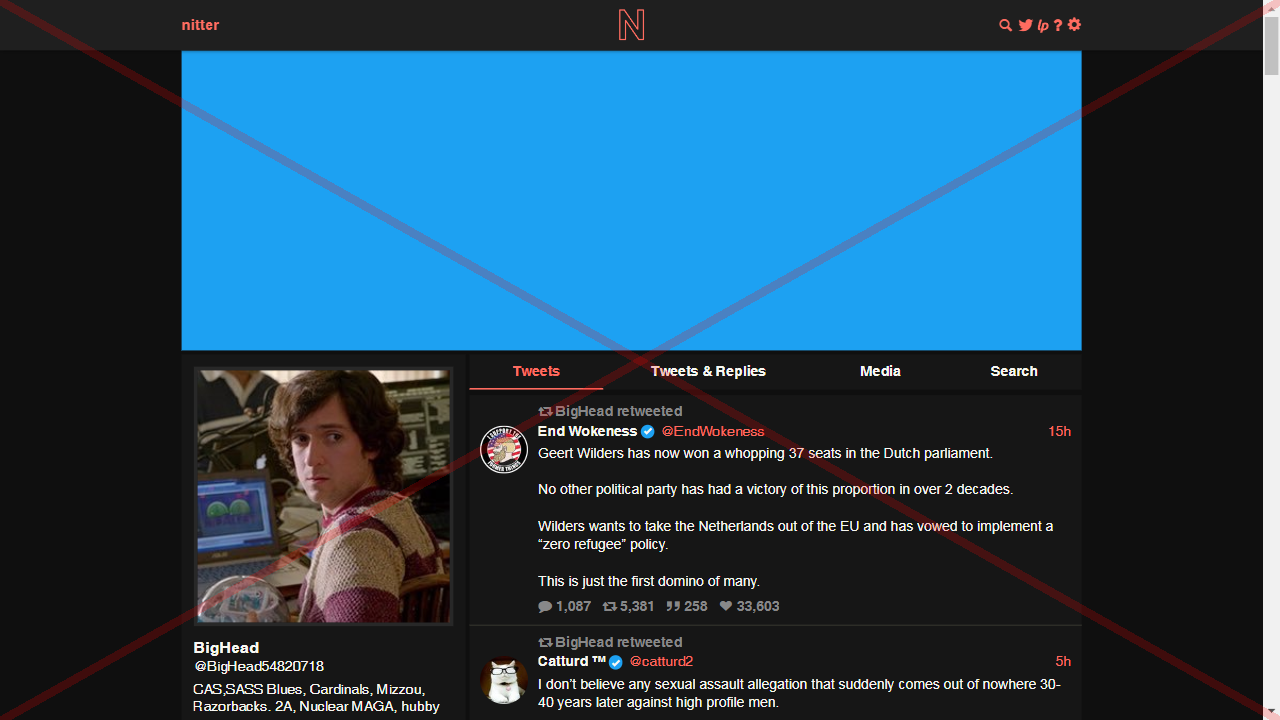 nitter
N
lp ?
Tweets
Tweets & Replies
Media
Search
BigHead retweeted
End Wokeness @EndWokeness 15h
Geert Wilders has now won a whopping 37 seats in the Dutch parliament.
No other political party has had a victory of this proportion in over 2 decades.
Wilders wants to take the Netherlands out of the EU and has vowed to implement a
“zero refugee” policy.
This is just the first domino of many.
1,087 5,381 258 33,603
BigHead retweeted
Catturd ™ @catturd2 5h
I don’t believe any sexual assault allegation that suddenly comes out of nowhere 30-
40 years later against high profile men.
BigHead
@BigHead54820718
CAS,SASS Blues, Cardinals, Mizzou,
Razorbacks. 2A, Nuclear MAGA, hubby